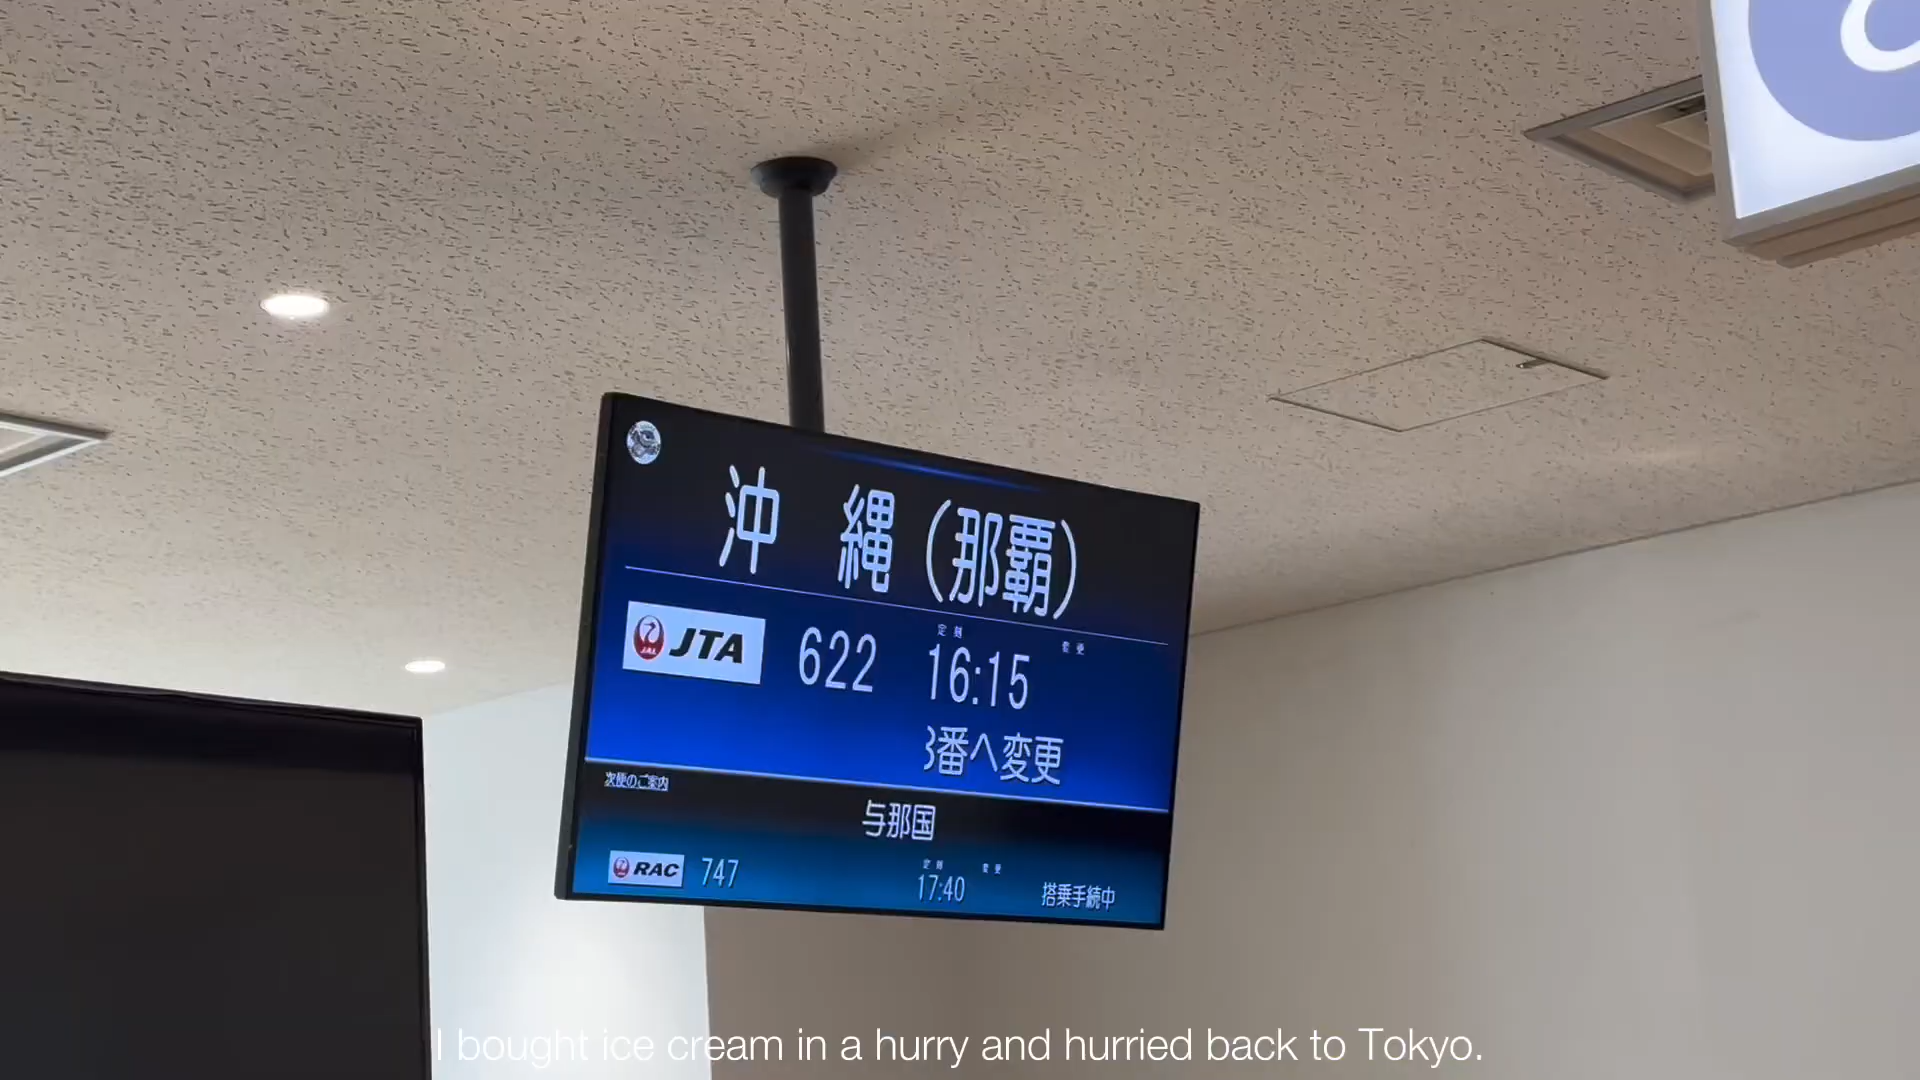 沖 縄 (那覇)
JAL JTA 622 定刻 16:15 変更
3番へ変更
次便のご案内
与那国
RAC 747 定刻 17:40 変更 搭乗手続中
I bought ice cream in a hurry and hurried back to Tokyo.